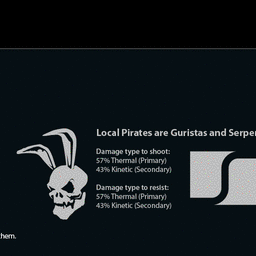 Local Pirates are Guristas and Serpe
Damage type to shoot:
57% Thermal (Primary)
43% Kinetic (Secondary)
Damage type to resist:
57% Thermal (Primary)
43% Kinetic (Secondary)
them.